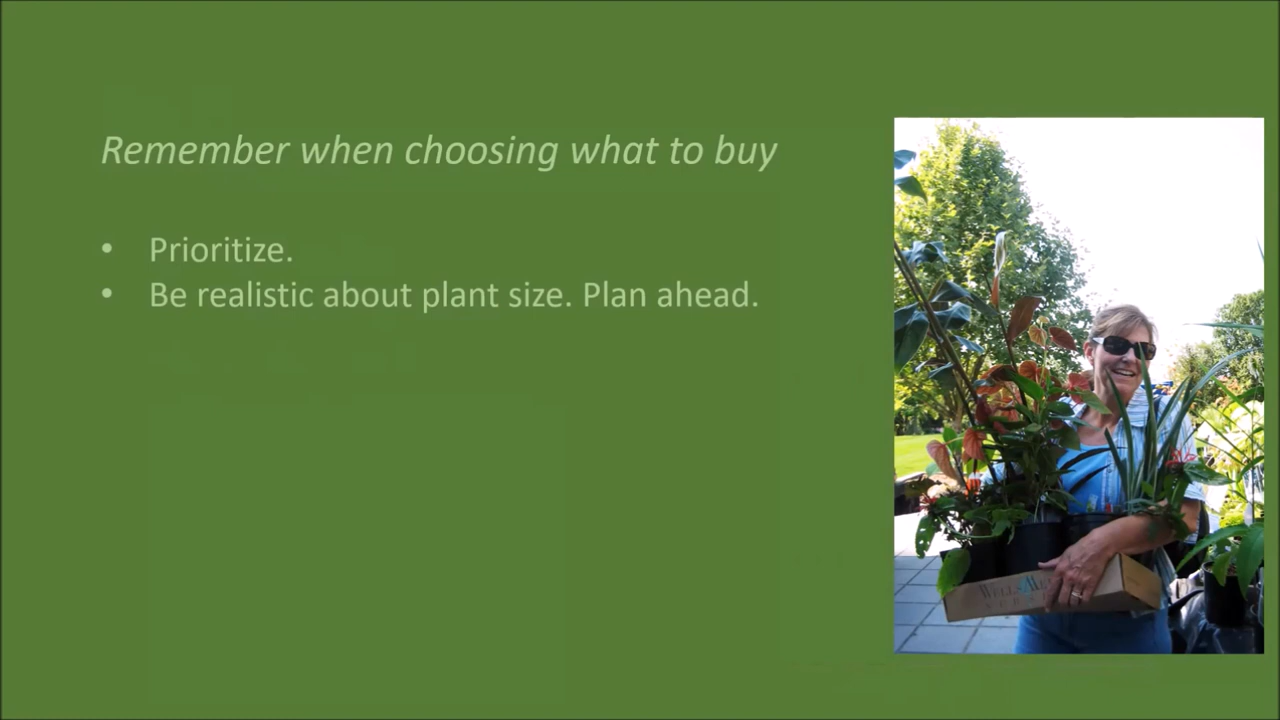 Remember when choosing what to buy
• Prioritize.
• Be realistic about plant size. Plan ahead.